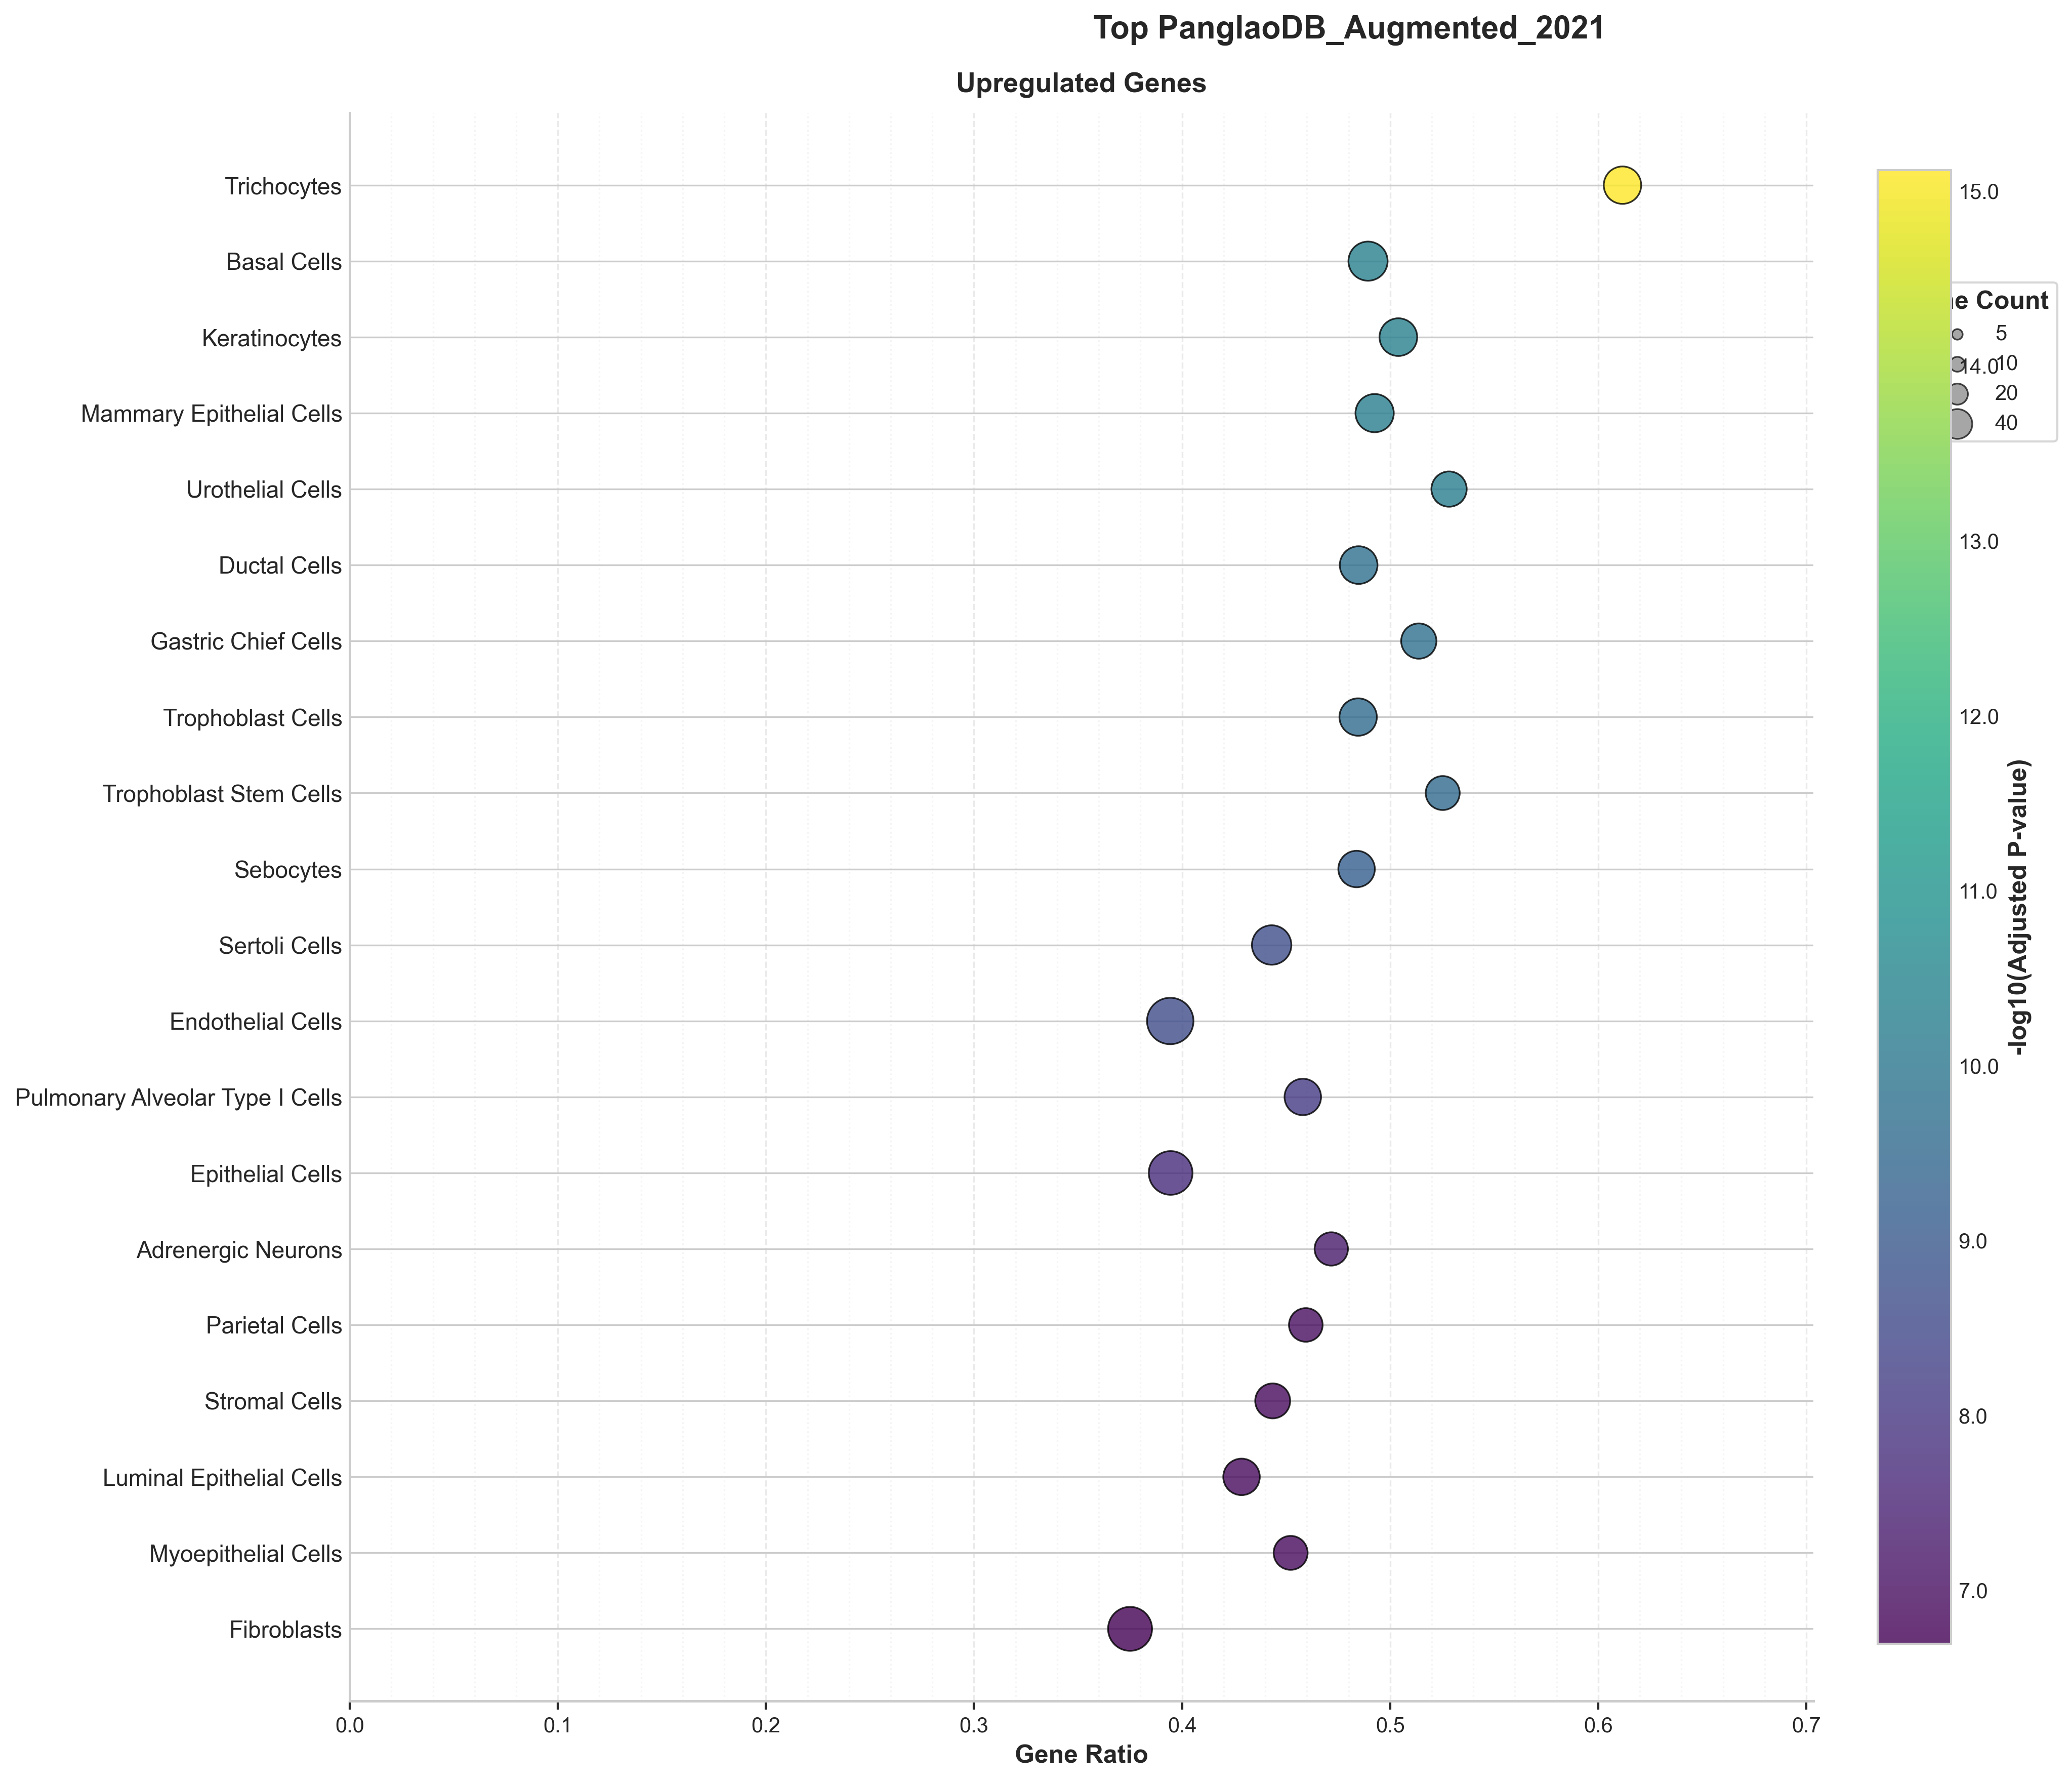 Top PanglaoDB_Augmented_2021
Upregulated Genes
Trichocytes
Basal Cells
Keratinocytes
Mammary Epithelial Cells
Urothelial Cells
Ductal Cells
Gastric Chief Cells
Trophoblast Cells
Trophoblast Stem Cells
Sebocytes
Sertoli Cells
Endothelial Cells
Pulmonary Alveolar Type I Cells
Epithelial Cells
Adrenergic Neurons
Parietal Cells
Stromal Cells
Luminal Epithelial Cells
Myoepithelial Cells
Fibroblasts
0.0 0.1 0.2 0.3 0.4 0.5 0.6 0.7
Gene Ratio
Count
5
10
20
40
15.0
14.0
13.0
12.0
11.0
10.0
9.0
8.0
7.0
-log10(Adjusted P-value)